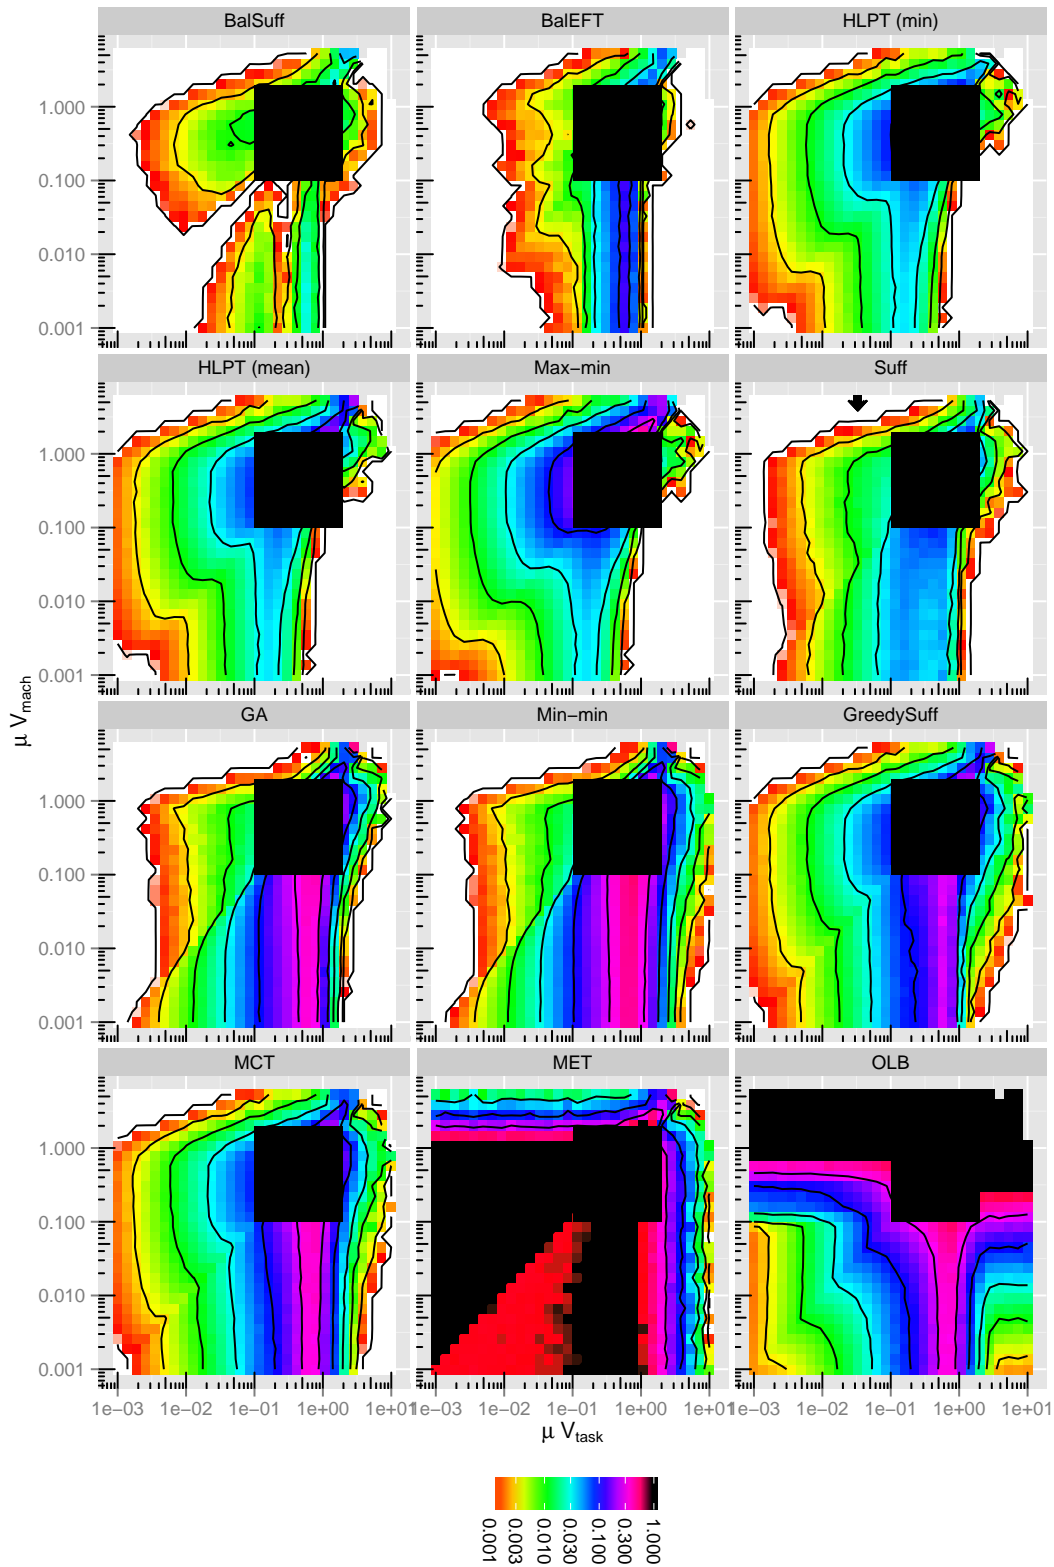 BalSuff BalEFT HLPT (min)
1.000
0.100
0.010
0.001
HLPT (mean) Max−min Suff
1.000
0.100
0.010
0.001
GA Min−min GreedySuff
1.000
0.100
0.010
0.001
MCT MET OLB
1.000
0.100
0.010
0.001
1e−03 1e−02 1e−01 1e+00 1e+01 1e−03 1e−02 1e−01 1e+00 1e+01 1e−03 1e−02 1e−01 1e+00 1e+01
μ Vmach
μ Vtask
0.001 0.003 0.010 0.030 0.100 0.300 1.000